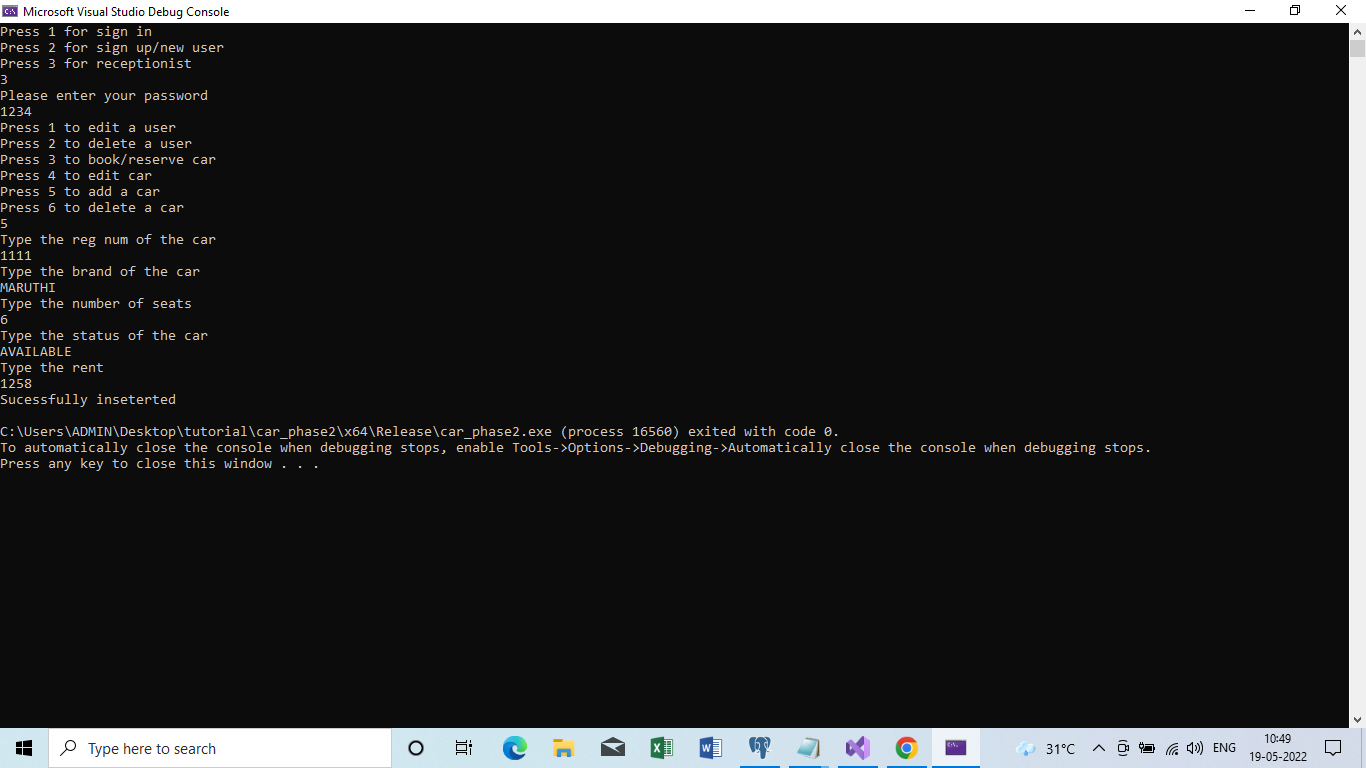 Microsoft Visual Studio Debug Console
Press 1 for sign in
Press 2 for sign up/new user
Press 3 for receptionist
3
Please enter your password
1234
Press 1 to edit a user
Press 2 to delete a user
Press 3 to book/reserve car
Press 4 to edit car
Press 5 to add a car
Press 6 to delete a car
5
Type the reg num of the car
1111
Type the brand of the car
MARUTHI
Type the number of seats
6
Type the status of the car
AVAILABLE
Type the rent
1258
Sucessfully inseterted
C:\Users\ADMIN\Desktop\tutorial\car_phase2\x64\Release\car_phase2.exe (process 16560) exited with code 0.
To automatically close the console when debugging stops, enable Tools->Options->Debugging->Automatically close the console when debugging stops.
Press any key to close this window . . .
Type here to search
31°C
ENG
10:49
19-05-2022